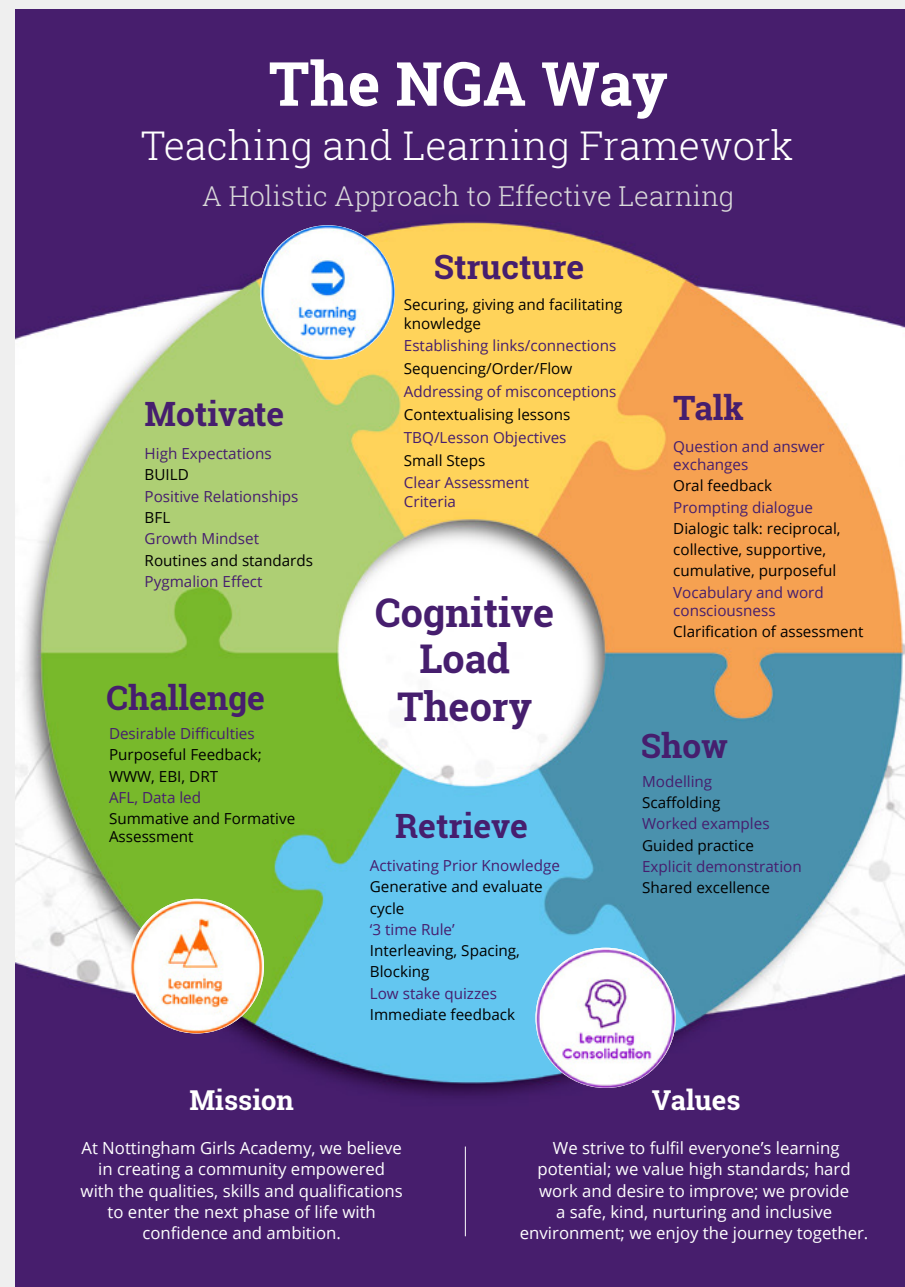 The NGA Way
Teaching and Learning Framework
A Holistic Approach to Effective Learning
Learning
Journey
Structure
Securing, giving and facilitating
knowledge
Establishing links/connections
Sequencing/Order/Flow
Addressing of misconceptions
Contextualising lessons
TBQ/Lesson Objectives
Small Steps
Clear Assessment
Criteria
Talk
Question and answer
exchanges
Oral feedback
Prompting dialogue
Dialogic talk: reciprocal,
collective, supportive,
cumulative, purposeful
Vocabulary and word
consciousness
Clarification of assessment
Motivate
High Expectations
BUILD
Positive Relationships
BFL
Growth Mindset
Routines and standards
Pygmalion Effect
Cognitive
Load
Theory
Challenge
Desirable Difficulties
Purposeful Feedback;
WWW, EBI, DRT
AFL, Data led
Summative and Formative
Assessment
Show
Modelling
Scaffolding
Worked examples
Guided practice
Explicit demonstration
Shared excellence
Retrieve
Activating Prior Knowledge
Generative and evaluate
cycle
‘3 time Rule’
Interleaving, Spacing,
Blocking
Low stake quizzes
Immediate feedback
Learning
Challenge
Learning
Consolidation
Mission
At Nottingham Girls Academy, we believe
in creating a community empowered
with the qualities, skills and qualifications
to enter the next phase of life with
confidence and ambition.
Values
We strive to fulfil everyone’s learning
potential; we value high standards; hard
work and desire to improve; we provide
a safe, kind, nurturing and inclusive
environment; we enjoy the journey together.